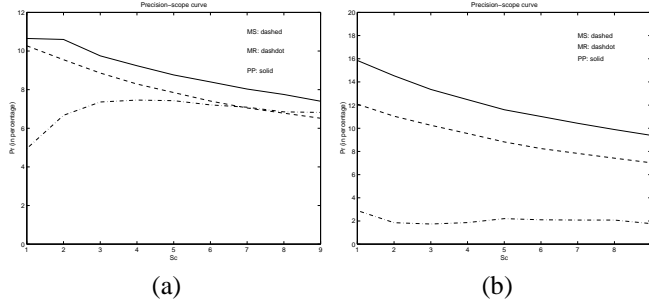 Precision−scope curve
12
10
8
6
4
2
0
1 2 3 4 5 6 7 8 9
Sc
Pr (in percentage)
MS: dashed
MR: dashdot
PP: solid
(a)
Precision−scope curve
20
18
16
14
12
10
8
6
4
2
0
1 2 3 4 5 6 7 8
Sc
Pr (in percentage)
MS: dashed
MR: dashdot
PP: solid
(b)